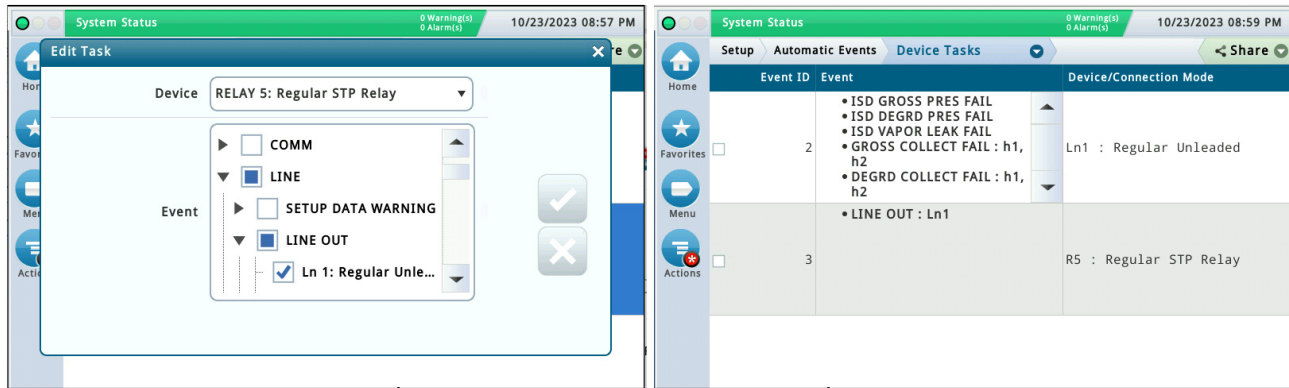 System Status
0 Warning(s)
0 Alarm(s)
10/23/2023 08:57 PM
Edit Task
Device
RELAY 5: Regular STP Relay
Event
COMM
LINE
SETUP DATA WARNING
LINE OUT
Ln 1: Regular Unle...
System Status
0 Warning(s)
0 Alarm(s)
10/23/2023 08:59 PM
Home
Favorites
Menu
Actions
Setup
Automatic Events
Device Tasks
Share
Event ID
Event
Device/Connection Mode
2
• ISD GROSS PRES FAIL
• ISD DEGRD PRES FAIL
• ISD VAPOR LEAK FAIL
• GROSS COLLECT FAIL : h1,
h2
• DEGRD COLLECT FAIL : h1,
h2
Ln1 : Regular Unleaded
3
• LINE OUT : Ln1
R5 : Regular STP Relay